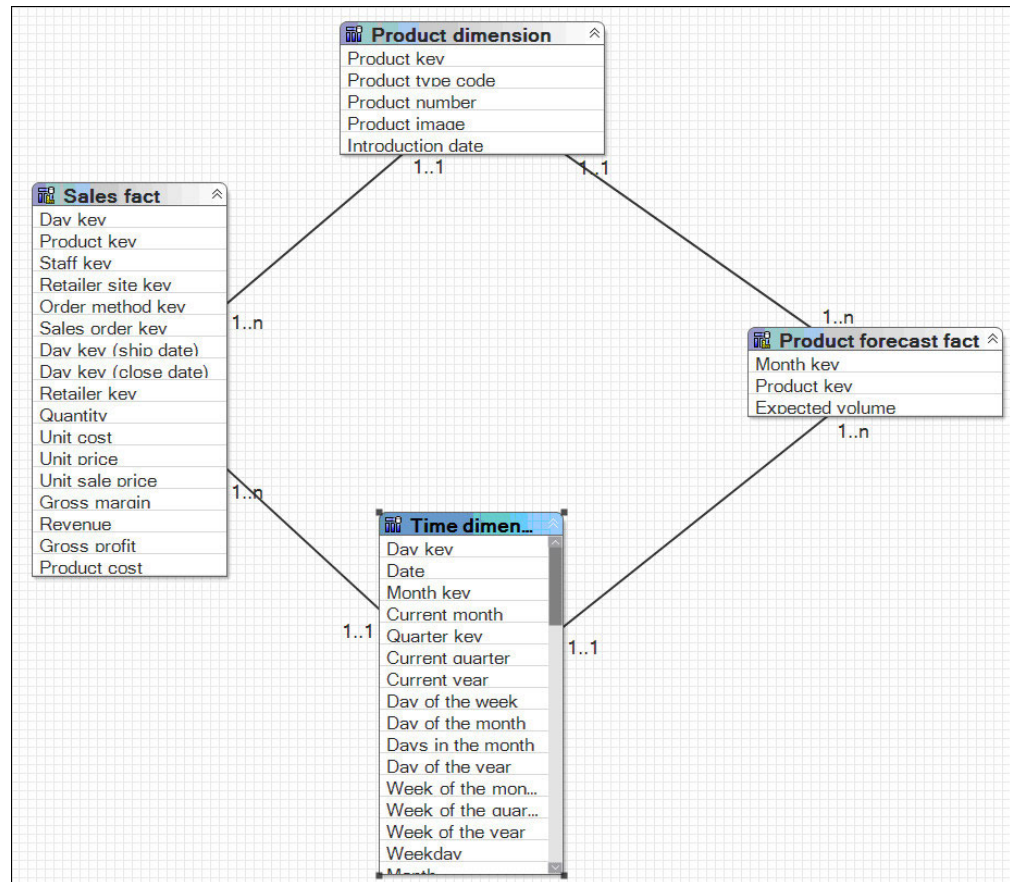 Product dimension
Product key
Product type code
Product number
Product image
Introduction date
1..1
1..1
Sales fact
Day key
Product key
Staff key
Retailer site key
Order method key
Sales order key
Day key (ship date)
Day key (close date)
Retailer key
Quantity
Unit cost
Unit price
Unit sale price
Gross margin
Revenue
Gross profit
Product cost
1..n
1..n
1..n
Product forecast fact
Month key
Product key
Expected volume
1..n
Time dimen...
Day key
Date
Month key
Current month
Quarter key
Current quarter
Current year
Day of the week
Day of the month
Days in the month
Day of the year
Week of the mon...
Week of the quar...
Week of the year
Weekday
Month
1..1
1..1